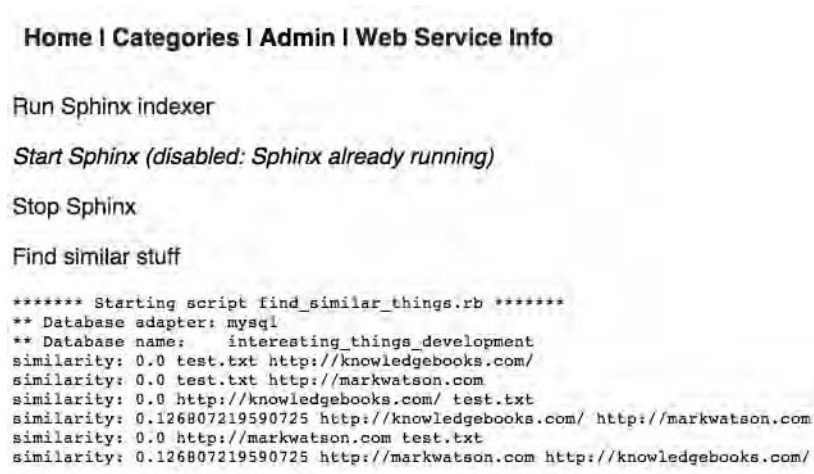 Home | Categories | Admin | Web Service Info
Run Sphinx indexer
Start Sphinx (disabled: Sphinx already running)
Stop Sphinx
Find similar stuff
******* Starting script find_similar_things.rb *******
** Database adapter: mysql
** Database name:    interesting_things_development
similarity: 0.0 test.txt http://knowledgebooks.com/
similarity: 0.0 test.txt http://markwatson.com
similarity: 0.0 http://knowledgebooks.com/ test.txt
similarity: 0.126807219590725 http://knowledgebooks.com/ http://markwatson.com
similarity: 0.0 http://markwatson.com test.txt
similarity: 0.126807219590725 http://markwatson.com http://knowledgebooks.com/